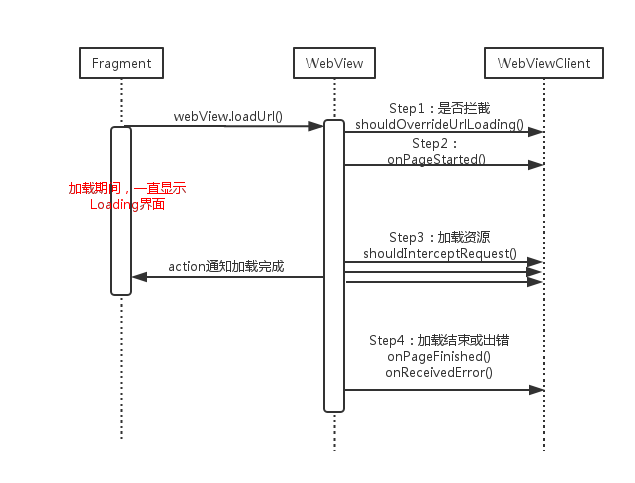 Fragment
WebView
WebViewClient
webView.loadUrl()
Step1：是否拦截
shouldOverrideUrlLoading()
Step2：
onPageStarted()
加载期间，一直显示
Loading界面
Step3：加载资源
shouldInterceptRequest()
action通知加载完成
Step4：加载结束或出错
onPageFinished()
onReceivedError()